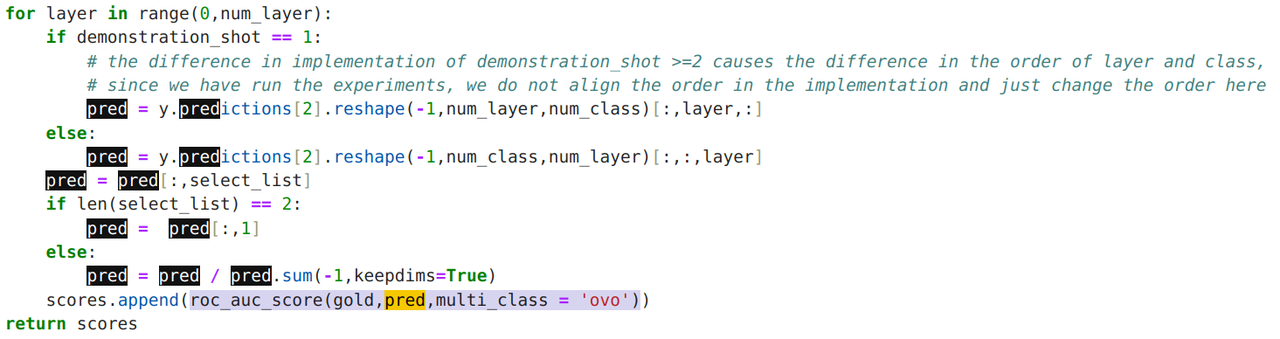 for layer in range(0,num_layer):
    if demonstration_shot == 1:
        # the difference in implementation of demonstration_shot >=2 causes the difference in the order of layer and class,
        # since we have run the experiments, we do not align the order in the implementation and just change the order here
        pred = y.predictions[2].reshape(-1,num_layer,num_class)[:,layer,:]
    else:
        pred = y.predictions[2].reshape(-1,num_class,num_layer)[:,:,layer]
    pred = pred[:,select_list]
    if len(select_list) == 2:
        pred =  pred[:,1]
    else:
        pred = pred / pred.sum(-1,keepdims=True)
    scores.append(roc_auc_score(gold,pred,multi_class = 'ovo'))
return scores